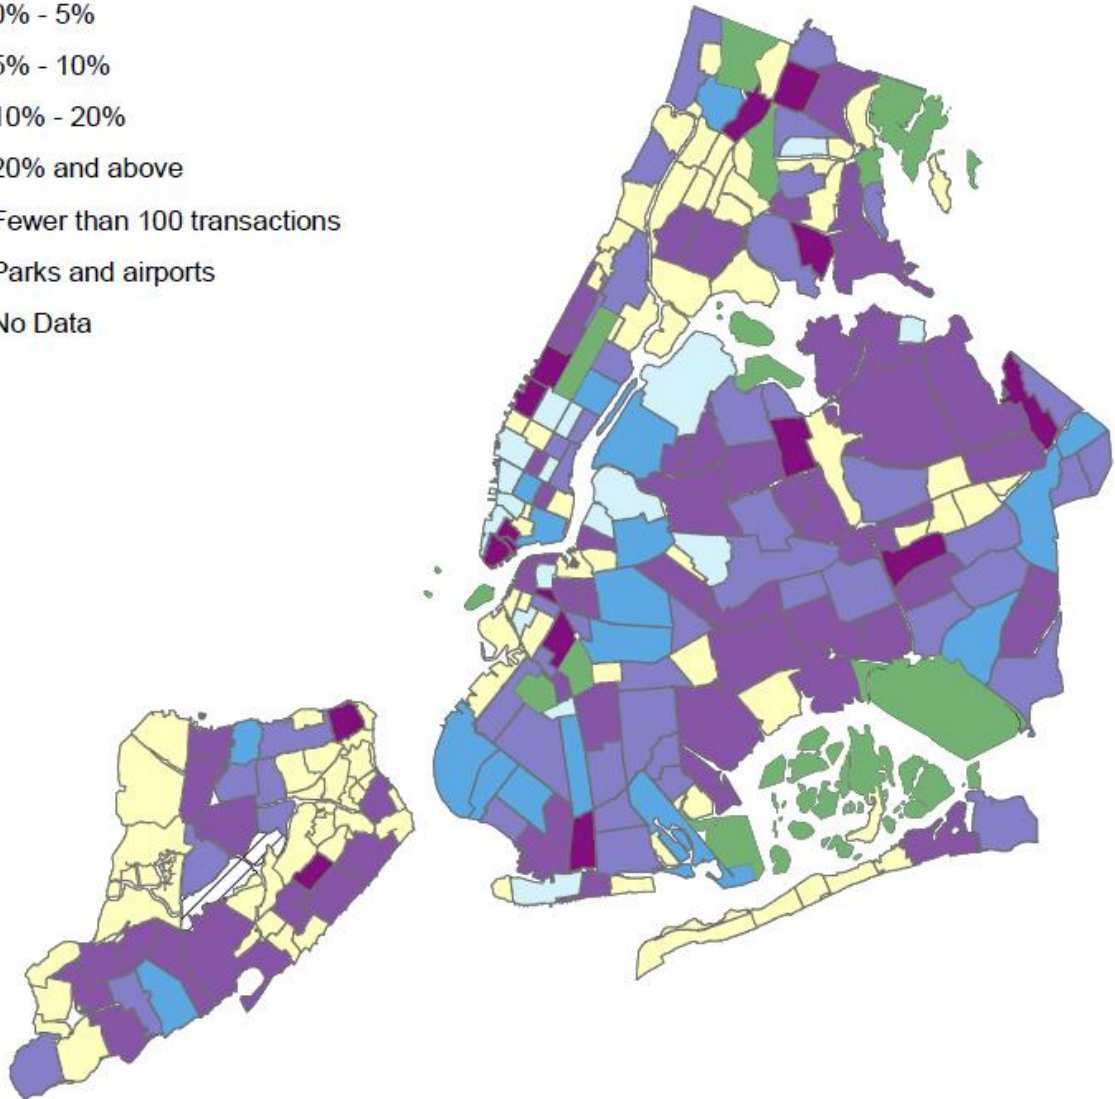 0% - 5%
5% - 10%
10% - 20%
20% and above
Fewer than 100 transactions
Parks and airports
No Data